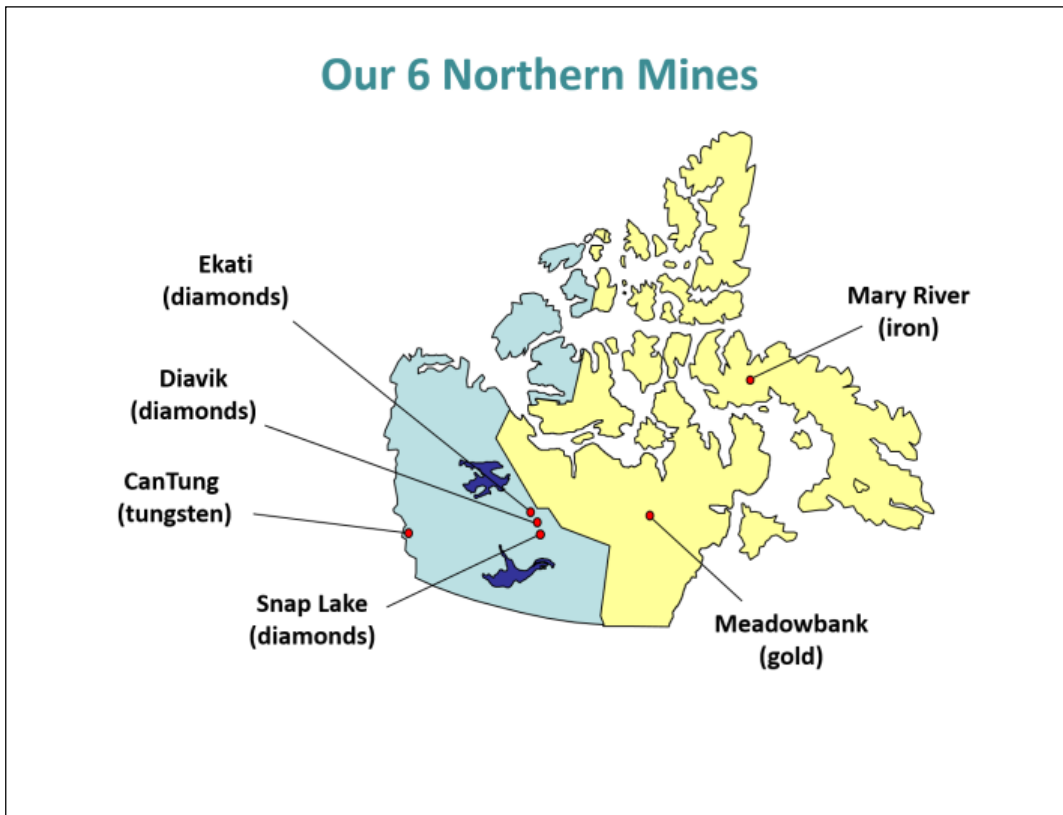 Our 6 Northern Mines
Ekati
(diamonds)
Mary River
(iron)
Diavik
(diamonds)
CanTung
(tungsten)
Snap Lake
(diamonds)
Meadowbank
(gold)